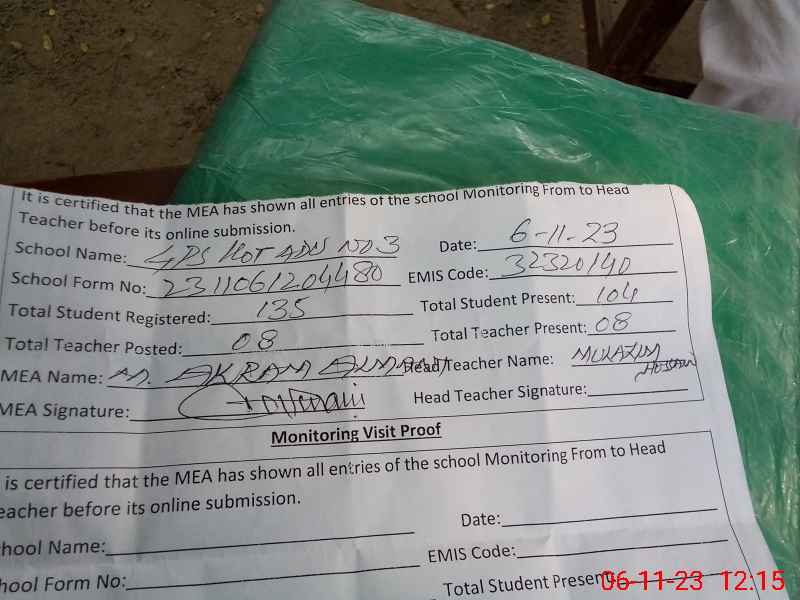 It is certified that the MEA has shown all entries of the school Monitoring From to Head
Teacher before its online submission.
School Name: GPS KOT ADU NO 3 Date: 6-11-23
School Form No: 2311061204480 EMIS Code: 32320140
Total Student Registered: 135 Total Student Present: 104
Total Teacher Posted: 08 Total Teacher Present: 08
MEA Name: M. AKRAM Head Teacher Name:
MEA Signature: Head Teacher Signature:
Monitoring Visit Proof
is certified that the MEA has shown all entries of the school Monitoring From to Head
eacher before its online submission.
Date:
hool Name:
EMIS Code:
hool Form No:
Total Student Present
06-11-23 12:15